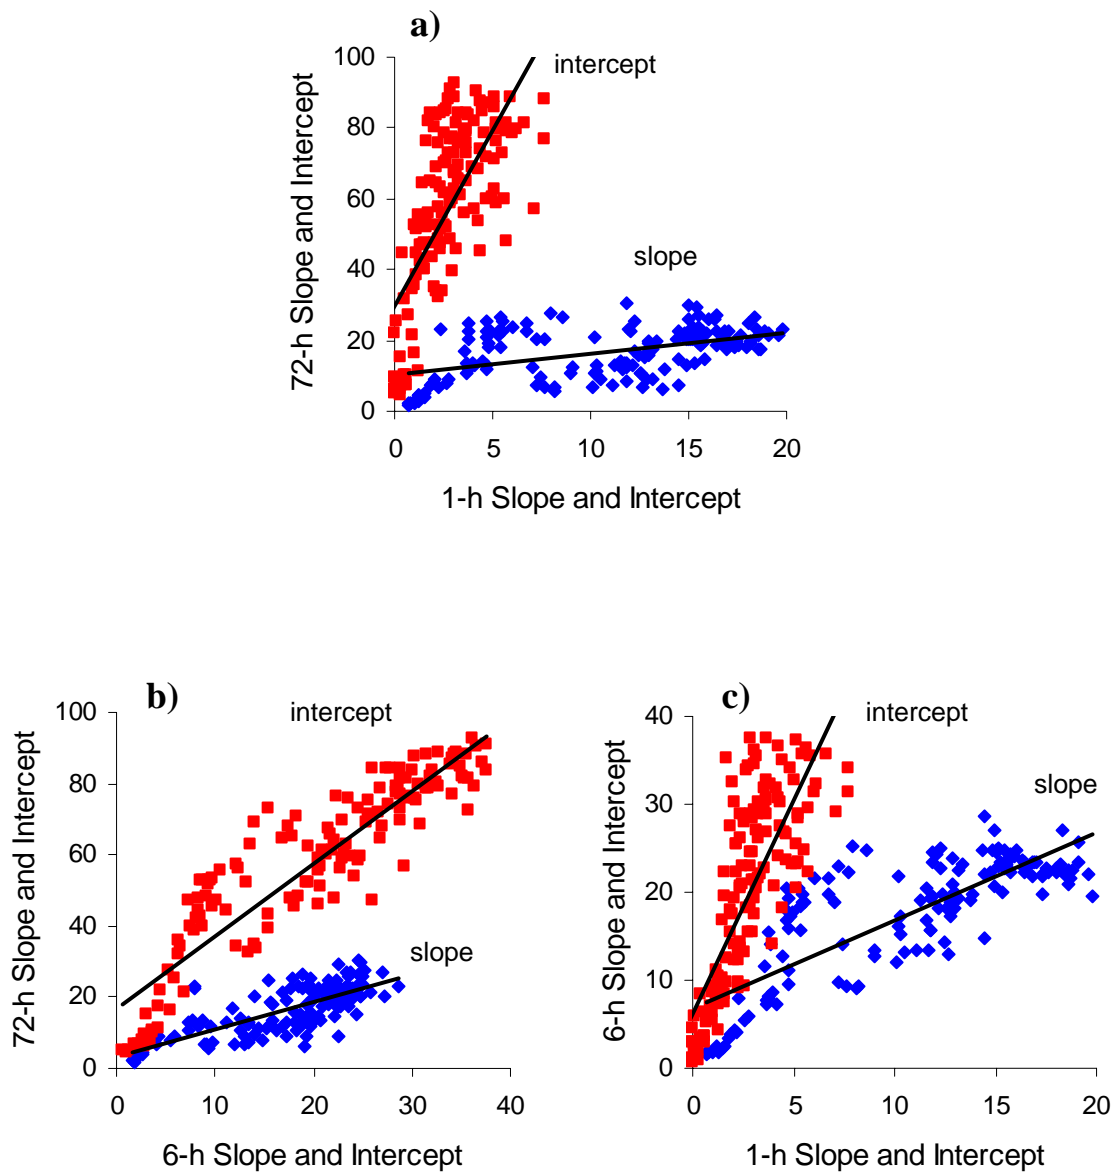 a)
100
80
60
40
20
0
72-h Slope and Intercept
intercept
slope
0 5 10 15 20
1-h Slope and Intercept
b)
100
80
60
40
20
0
72-h Slope and Intercept
intercept
slope
0 10 20 30 40
6-h Slope and Intercept
c)
40
30
20
10
0
6-h Slope and Intercept
intercept
slope
0 5 10 15 20
1-h Slope and Intercept